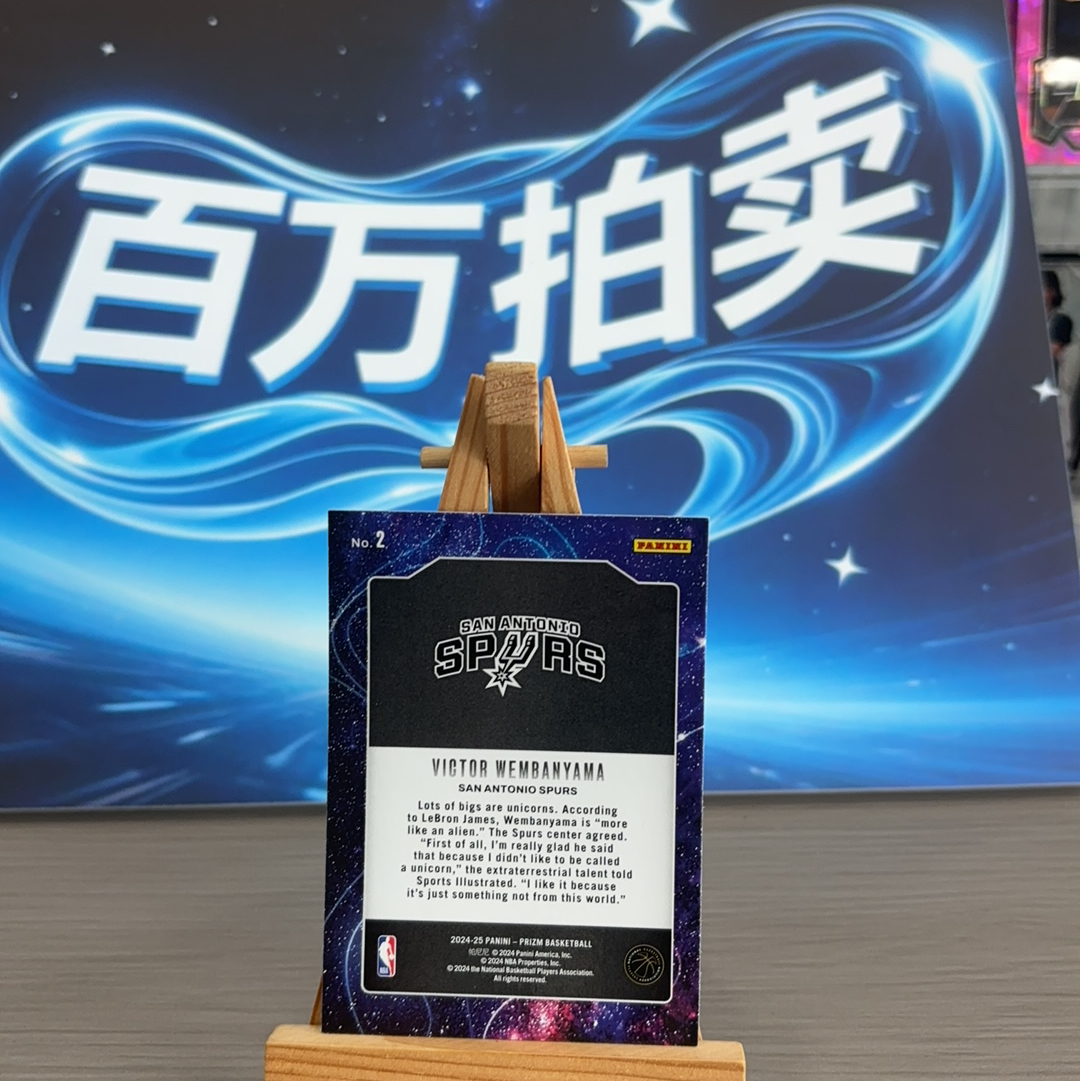 百万拍卖
No. 2
PANINI
SAN ANTONIO
SPURS
VICTOR WEMBANYAMA
SAN ANTONIO SPURS
Lots of bigs are unicorns. According
to LeBron James, Wembanyama is “more
like an alien.” The Spurs center agreed.
“First of all, I’m really glad he said
that because I didn’t like to be called
a unicorn,” the extraterrestrial talent told
Sports Illustrated. “I like it because
it’s just something not from this world.”
2024-25 PANINI – PRIZM BASKETBALL
帕尼尼 © 2024 Panini America, Inc.
© 2024 NBA Properties, Inc.
© 2024 the National Basketball Players Association.
All rights reserved.
NBA